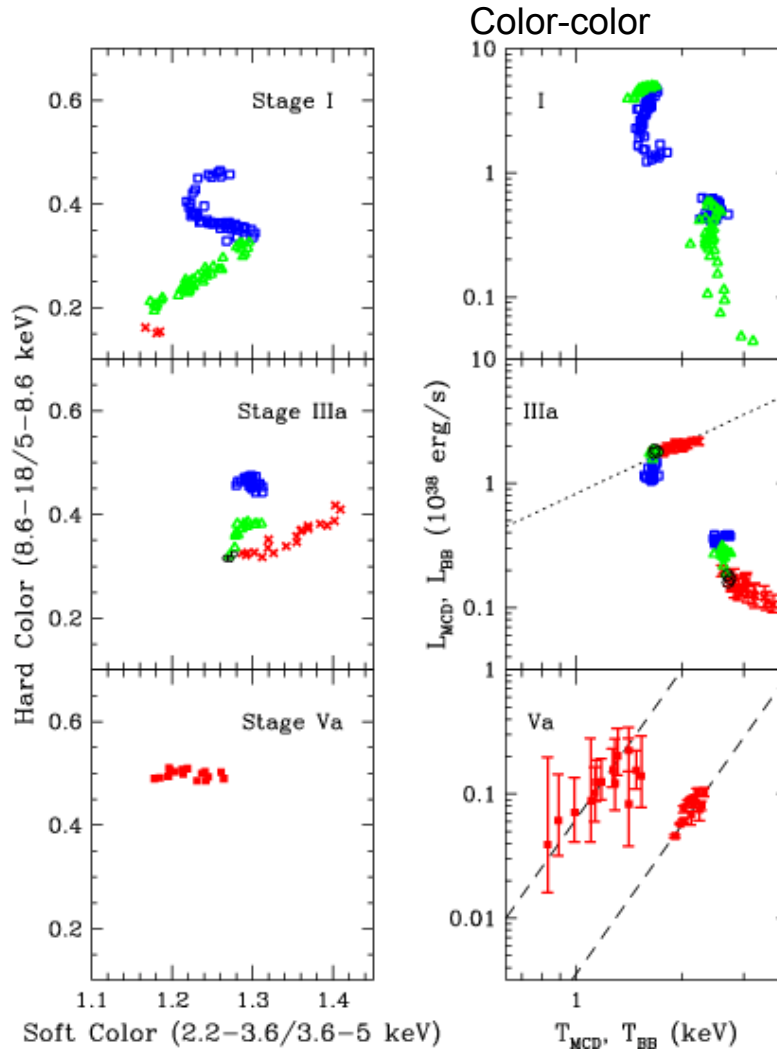 Color-color
Stage I
0.6
0.4
0.2
I
10
1
0.1
10
Stage IIIa
0.6
0.4
0.2
IIIa
1
0.1
1
Stage Va
0.6
0.4
0.2
Va
0.1
0.01
Hard Color (8.6-18/5-8.6 keV)
L_MCD, L_BB (10^38 erg/s)
1.1 1.2 1.3 1.4
1
Soft Color (2.2-3.6/3.6-5 keV)
T_MCD, T_BB (keV)